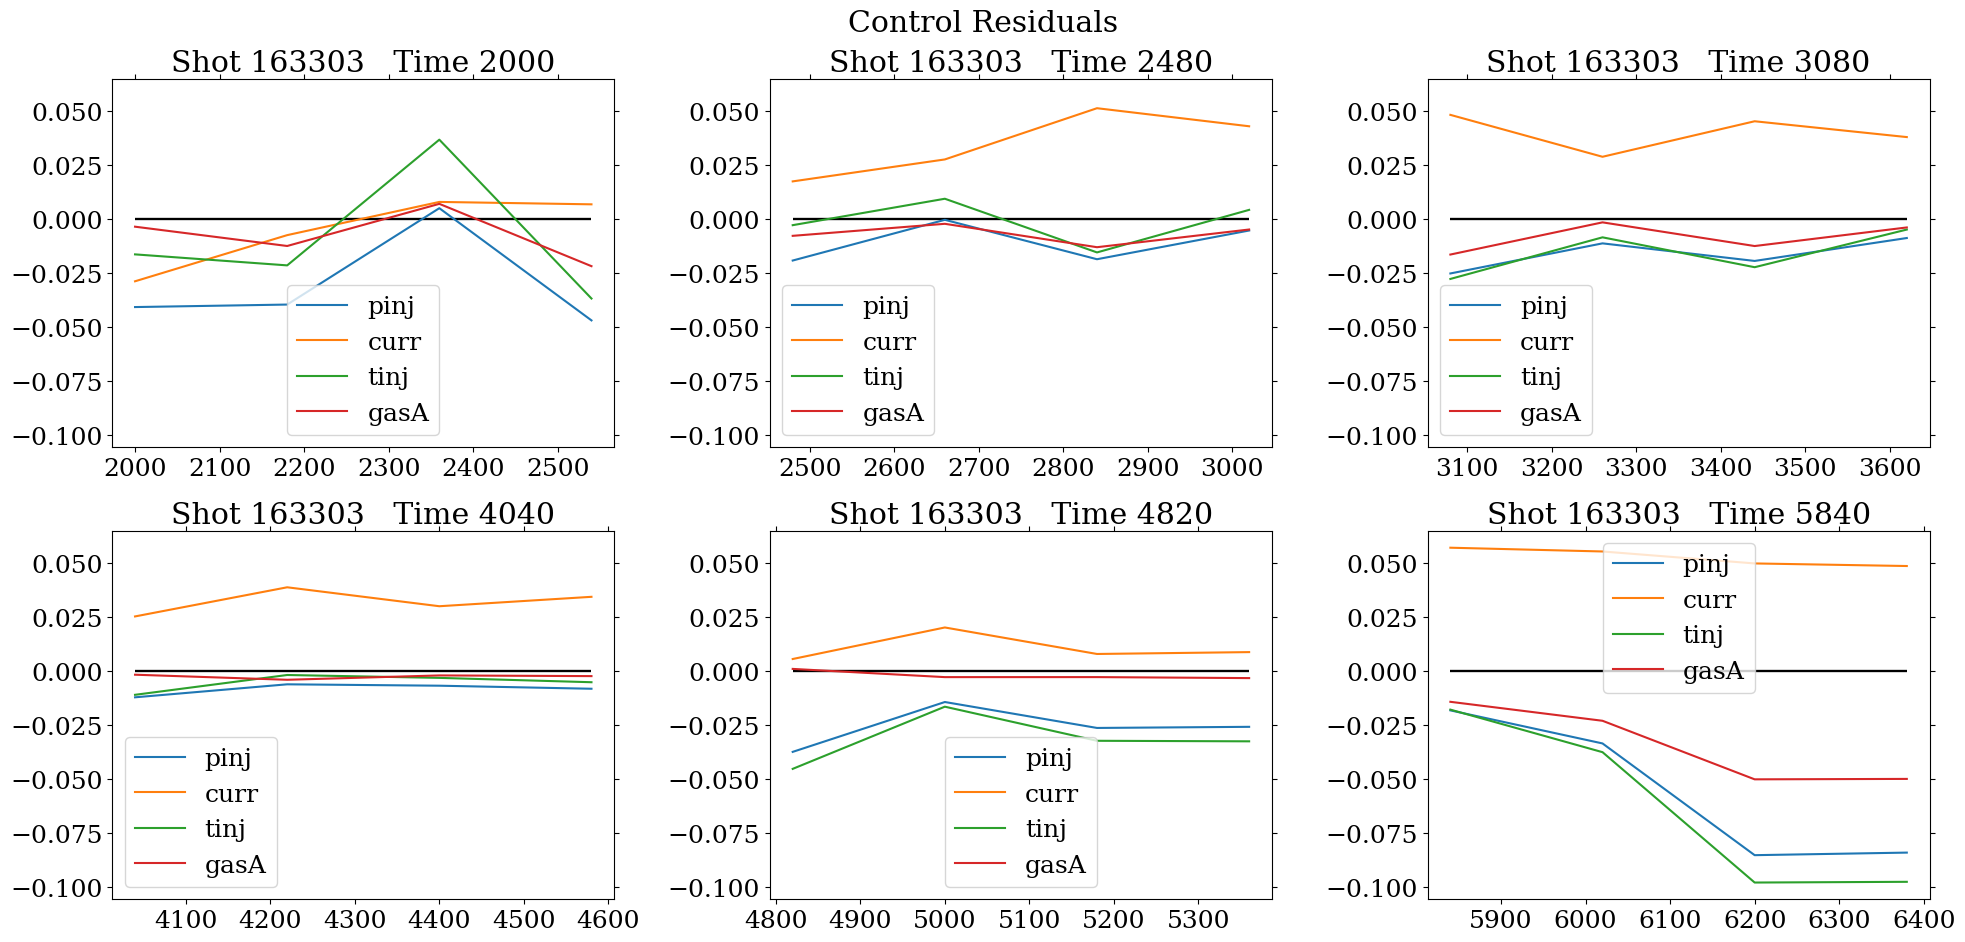 Control Residuals
Shot 163303   Time 2000
0.050
0.025
0.000
−0.025
−0.050
−0.075
−0.100
pinj
curr
tinj
gasA
2000 2100 2200 2300 2400 2500
Shot 163303   Time 2480
0.050
0.025
0.000
−0.025
−0.050
−0.075
−0.100
pinj
curr
tinj
gasA
2500 2600 2700 2800 2900 3000
Shot 163303   Time 3080
0.050
0.025
0.000
−0.025
−0.050
−0.075
−0.100
pinj
curr
tinj
gasA
3100 3200 3300 3400 3500 3600
Shot 163303   Time 4040
0.050
0.025
0.000
−0.025
−0.050
−0.075
−0.100
pinj
curr
tinj
gasA
4100 4200 4300 4400 4500 4600
Shot 163303   Time 4820
0.050
0.025
0.000
−0.025
−0.050
−0.075
−0.100
pinj
curr
tinj
gasA
4800 4900 5000 5100 5200 5300
Shot 163303   Time 5840
0.050
0.025
0.000
−0.025
−0.050
−0.075
−0.100
pinj
curr
tinj
gasA
5900 6000 6100 6200 6300 6400